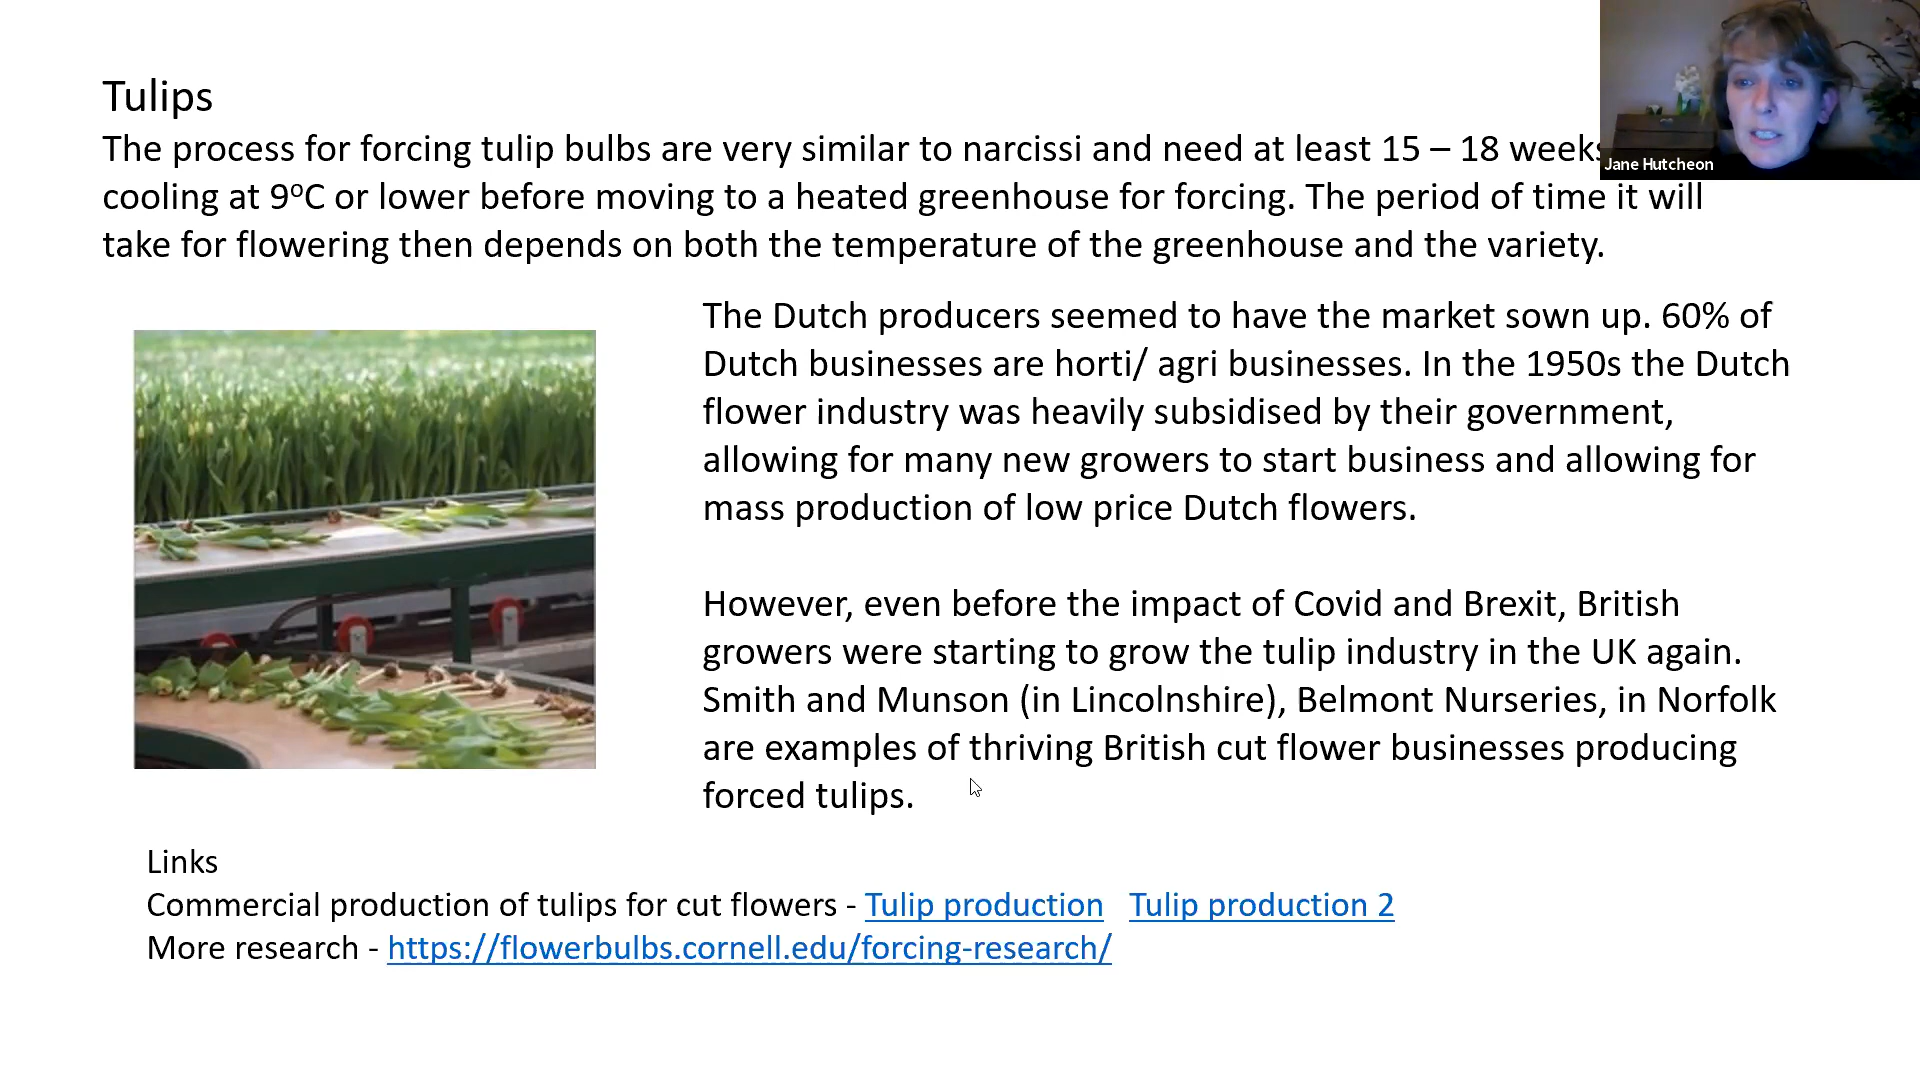 Tulips
The process for forcing tulip bulbs are very similar to narcissi and need at least 15 – 18 weeks
cooling at 9ºC or lower before moving to a heated greenhouse for forcing. The period of time it will
take for flowering then depends on both the temperature of the greenhouse and the variety.
Jane Hutcheon
The Dutch producers seemed to have the market sown up. 60% of
Dutch businesses are horti/ agri businesses. In the 1950s the Dutch
flower industry was heavily subsidised by their government,
allowing for many new growers to start business and allowing for
mass production of low price Dutch flowers.
However, even before the impact of Covid and Brexit, British
growers were starting to grow the tulip industry in the UK again.
Smith and Munson (in Lincolnshire), Belmont Nurseries, in Norfolk
are examples of thriving British cut flower businesses producing
forced tulips.
Links
Commercial production of tulips for cut flowers - Tulip production Tulip production 2
More research - https://flowerbulbs.cornell.edu/forcing-research/